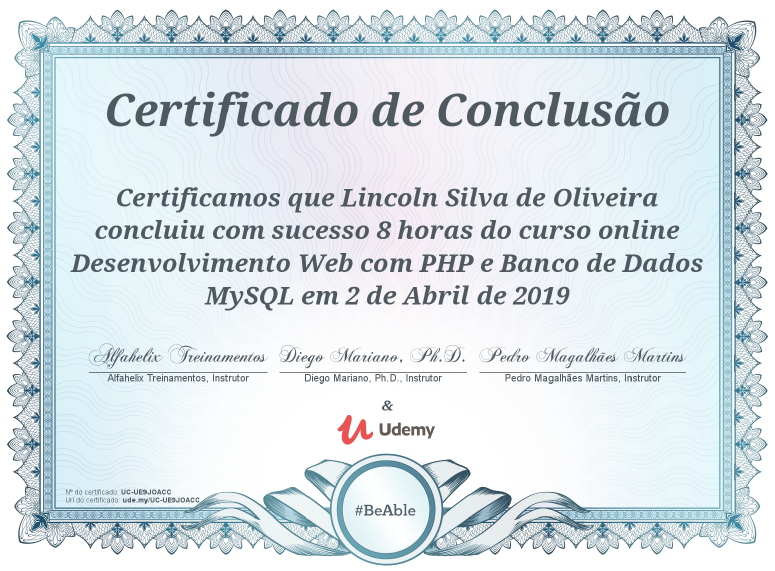 Certificado de Conclusão
Certificamos que Lincoln Silva de Oliveira
concluiu com sucesso 8 horas do curso online
Desenvolvimento Web com PHP e Banco de Dados
MySQL em 2 de Abril de 2019
Alfahelix Treinamentos Diego Mariano, Ph.D. Pedro Magalhães Martins
Alfahelix Treinamentos, Instrutor Diego Mariano, Ph.D., Instrutor Pedro Magalhães Martins, Instrutor
&
Udemy
Nº do certificado: UC-UE9JOACC
Url do certificado: ude.my/UC-UE9JOACC
#BeAble